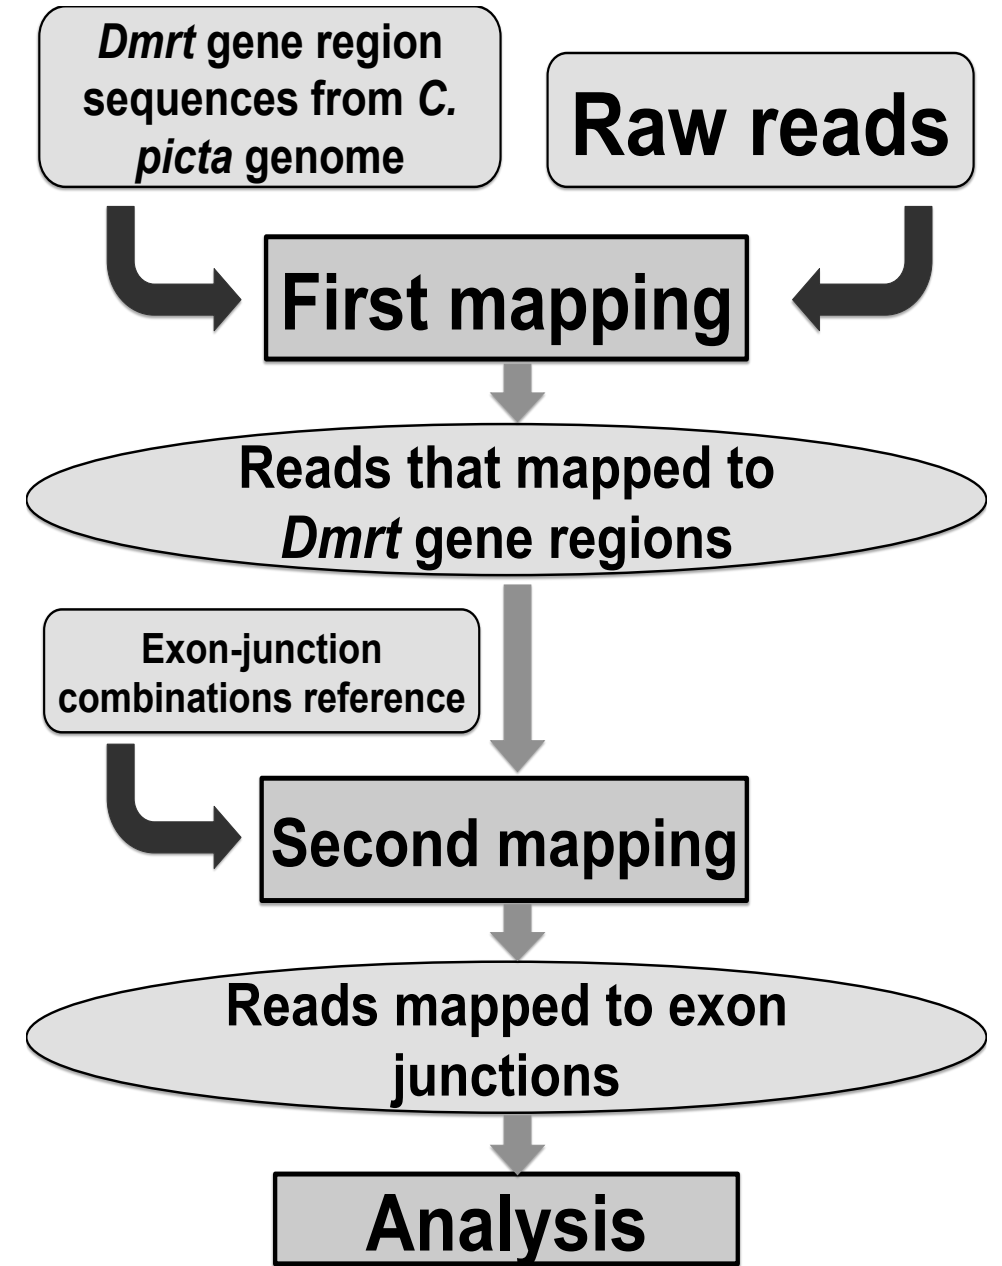 Dmrt gene region
sequences from C.
picta genome
Raw reads
First mapping
Reads that mapped to
Dmrt gene regions
Exon-junction
combinations reference
Second mapping
Reads mapped to exon
junctions
Analysis